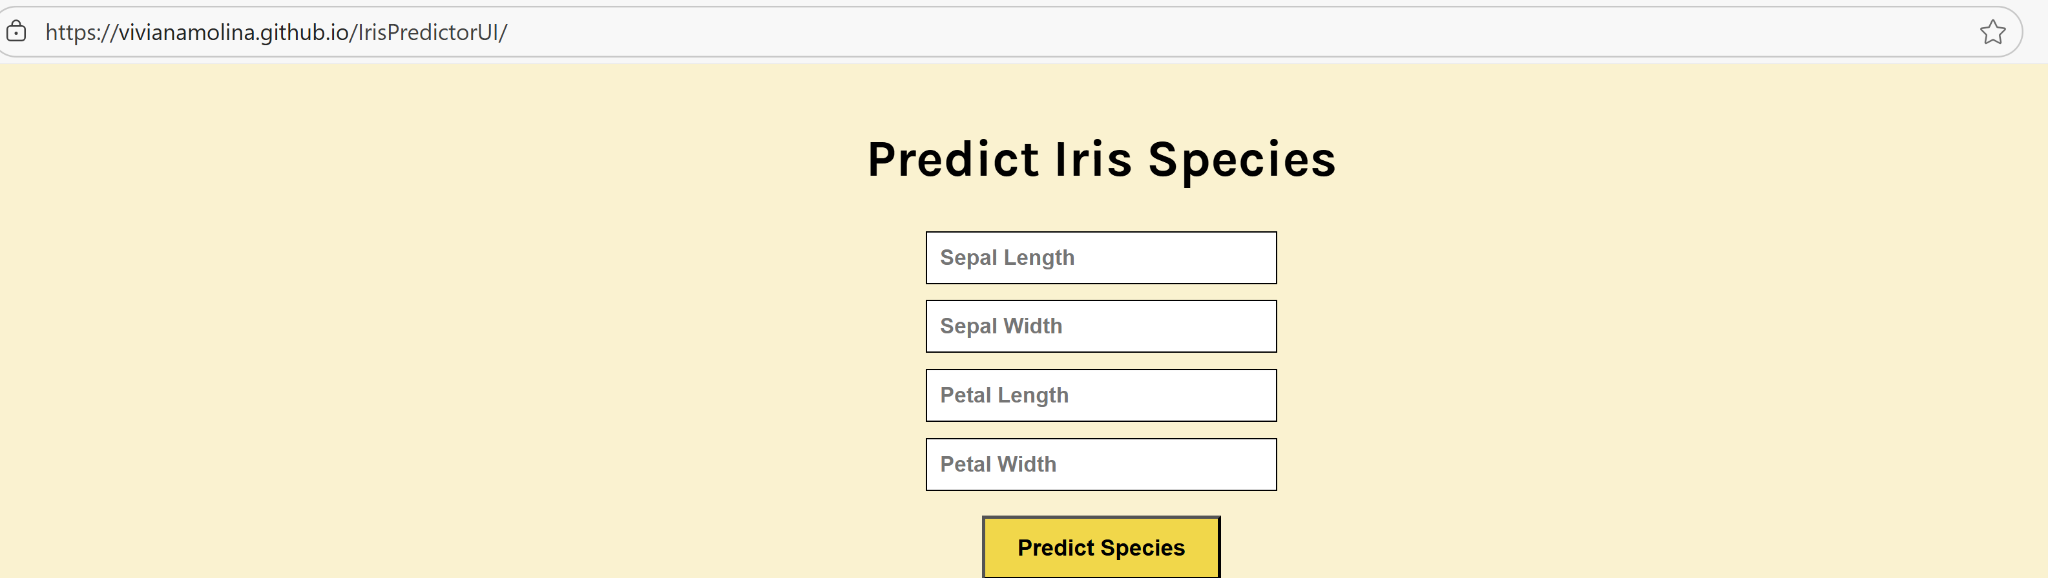 https://vivianamolina.github.io/IrisPredictorUI/
Predict Iris Species
Sepal Length
Sepal Width
Petal Length
Petal Width
Predict Species